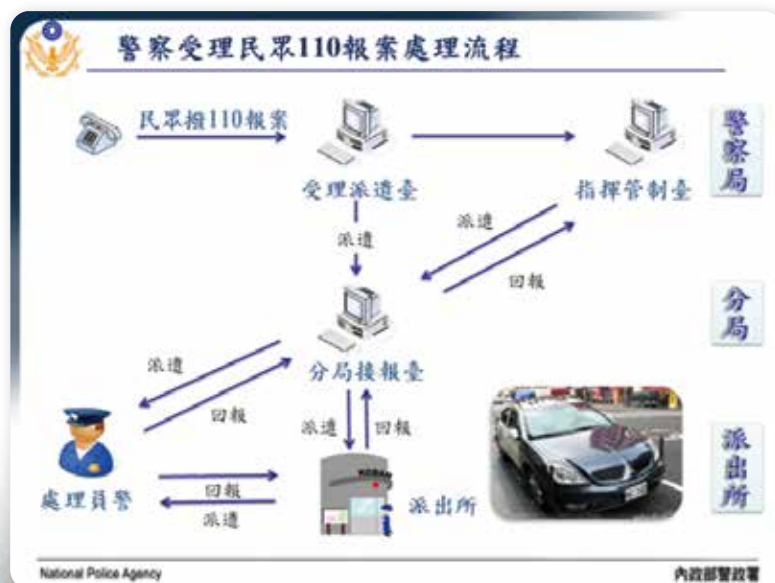 警察受理民眾110報案處理流程
民眾撥110報案
警察局
受理派遣臺
指揮管制臺
派遣
派遣
回報
分局
分局接報臺
派遣
回報
派遣
回報
KOBAN
派出所
處理員警
回報
派遣
派出所
National Police Agency
內政部警政署